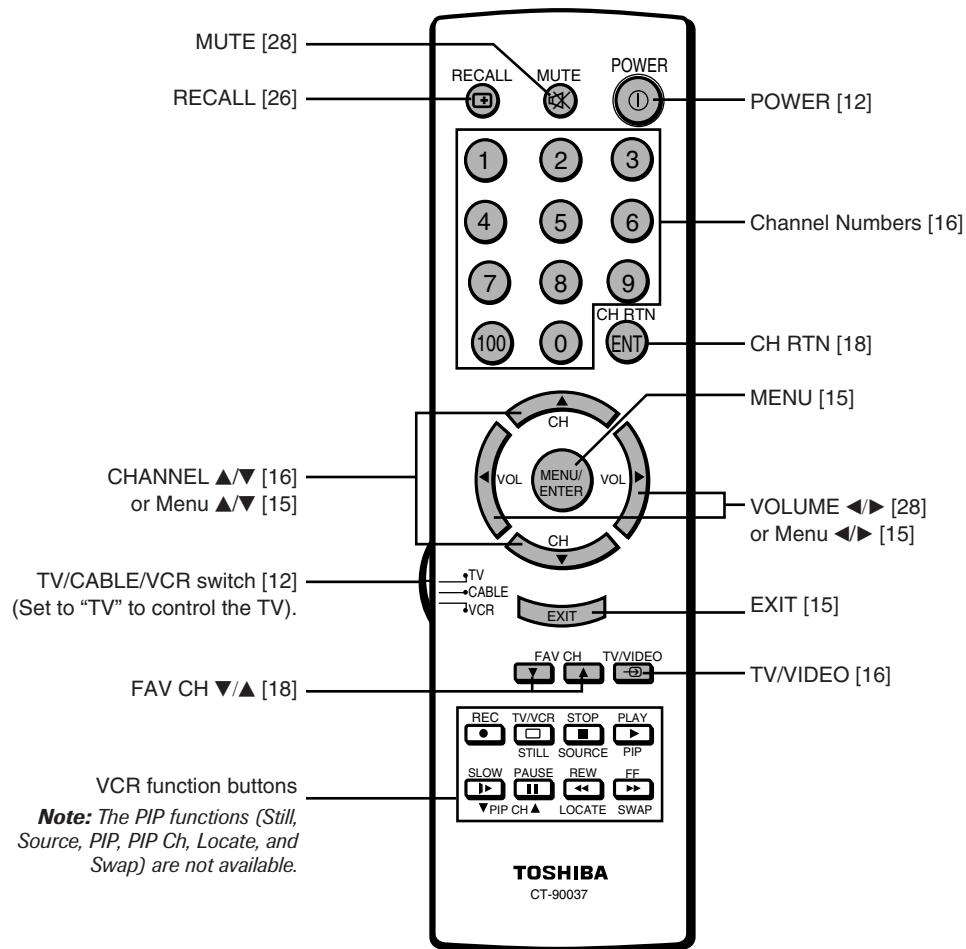 MUTE [28]
RECALL [26]
RECALL
MUTE
POWER
POWER [12]
1
2
3
4
5
6
Channel Numbers [16]
7
8
9
CH RTN
100
0
ENT
CH RTN [18]
MENU [15]
▲
CH
CHANNEL ▲/▼ [16]
or Menu ▲/▼ [15]
◀ VOL
MENU/
ENTER
VOL ▶
VOLUME ◀/▶ [28]
or Menu ◀/▶ [15]
CH
▼
TV/CABLE/VCR switch [12]
(Set to “TV” to control the TV).
TV
CABLE
VCR
EXIT
EXIT [15]
FAV CH
TV/VIDEO
▼ ▲
FAV CH ▼/▲ [18]
TV/VIDEO [16]
REC TV/VCR STOP PLAY
STILL SOURCE PIP
SLOW PAUSE REW FF
▼PIP CH▲ LOCATE SWAP
VCR function buttons
Note: The PIP functions (Still,
Source, PIP, PIP Ch, Locate, and
Swap) are not available.
TOSHIBA
CT-90037